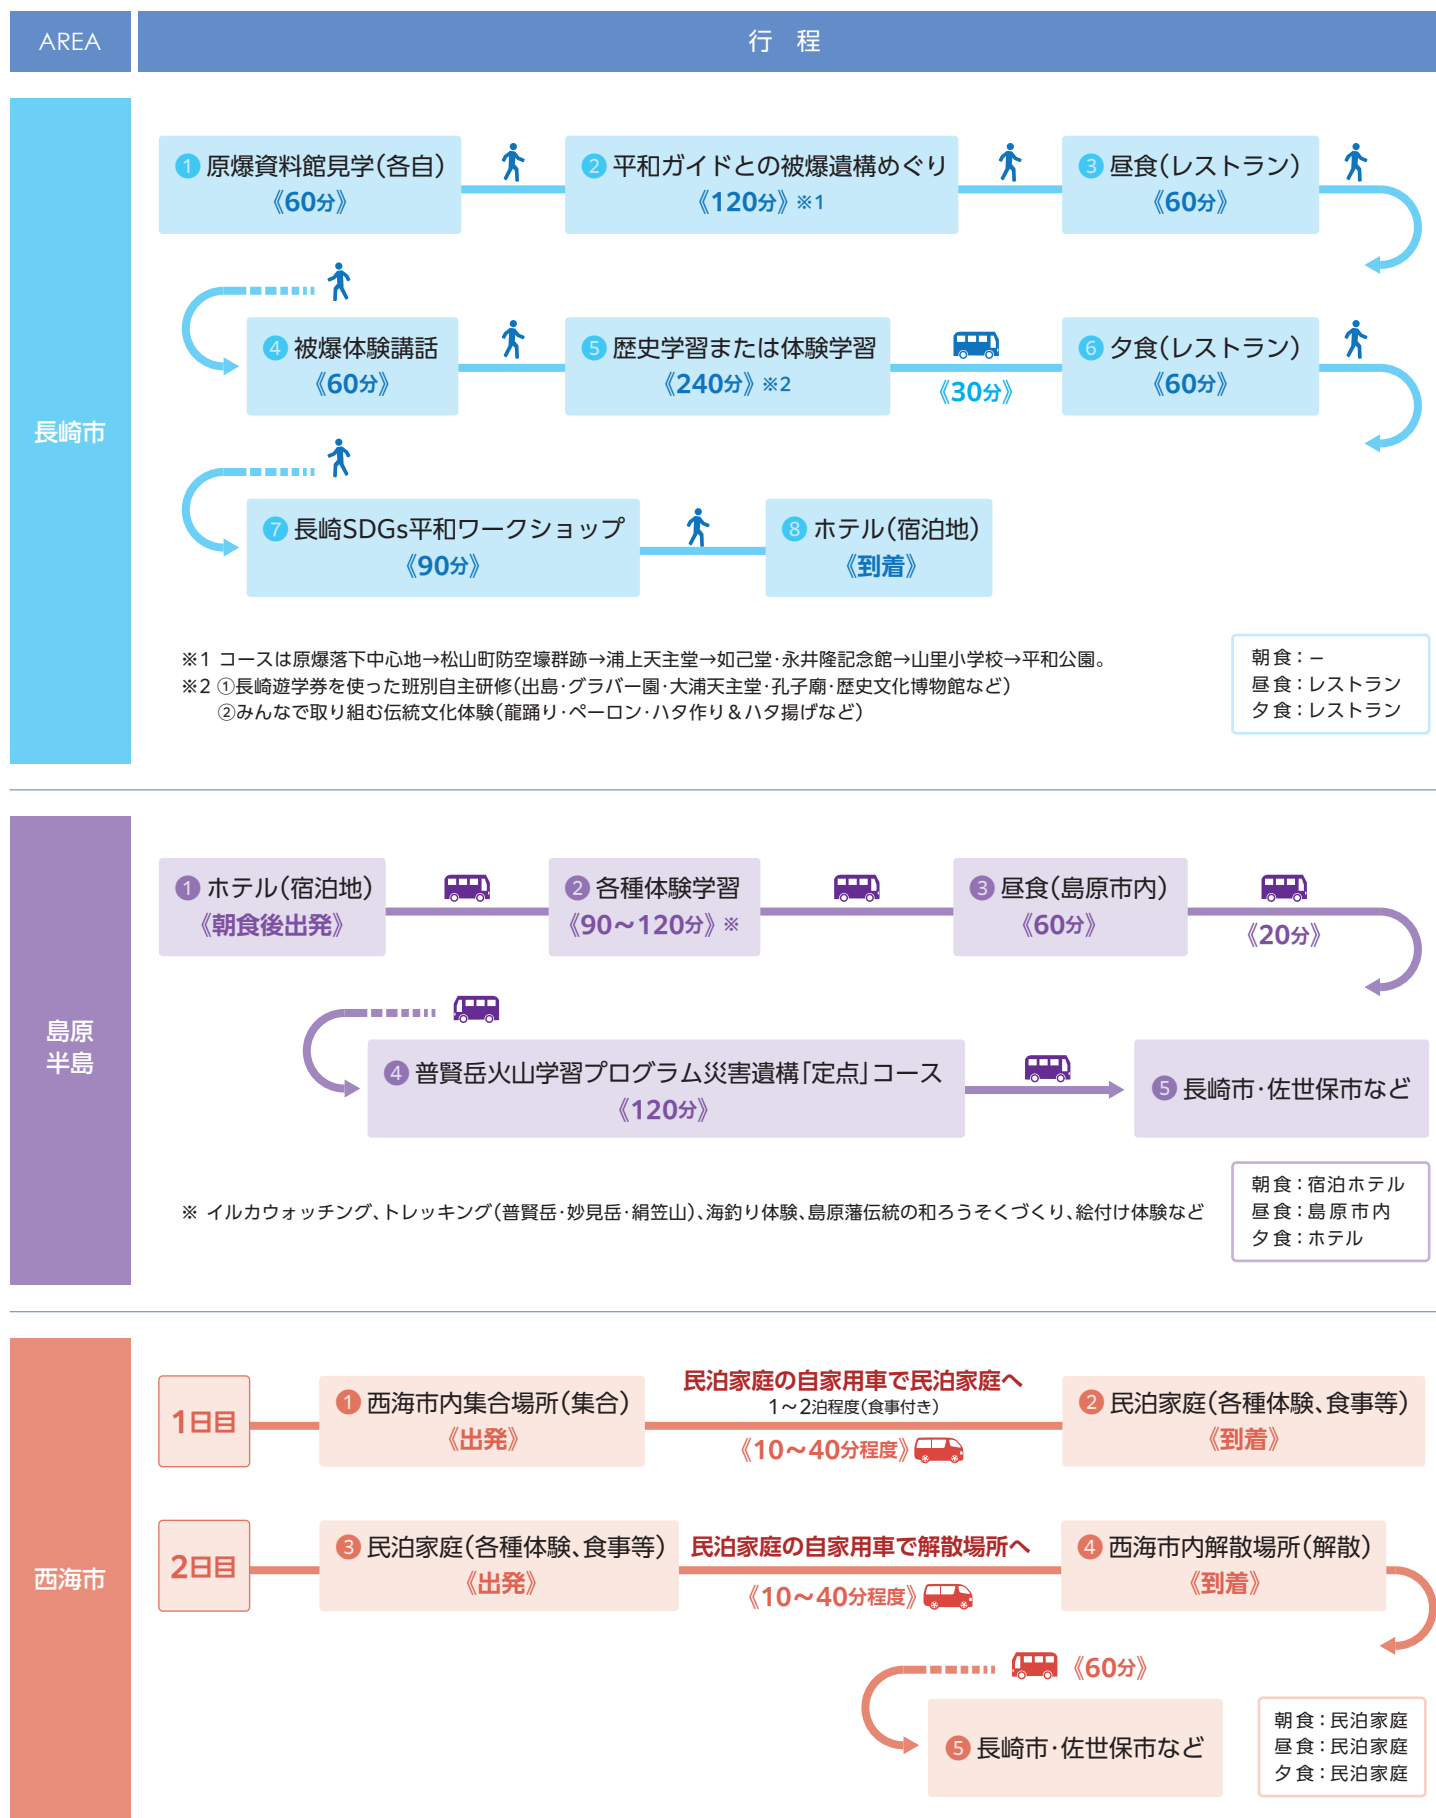 AREA
行 程
長崎市
❶ 原爆資料館見学(各自)
《60分》
❷ 平和ガイドとの被爆遺構めぐり
《120分》※1
❸ 昼食(レストラン)
《60分》
❹ 被爆体験講話
《60分》
❺ 歴史学習または体験学習
《240分》※2
《30分》
❻ 夕食(レストラン)
《60分》
❼ 長崎SDGs平和ワークショップ
《90分》
❽ ホテル(宿泊地)
《到着》
※1 コースは原爆落下中心地→松山町防空壕群跡→浦上天主堂→如己堂・永井隆記念館→山里小学校→平和公園。
※2 ①長崎遊学券を使った班別自主研修(出島・グラバー園・大浦天主堂・孔子廟・歴史文化博物館など)
②みんなで取り組む伝統文化体験(龍踊り・ペーロン・ハタ作り＆ハタ揚げなど)
朝食：－
昼食：レストラン
夕食：レストラン
島原
半島
❶ ホテル(宿泊地)
《朝食後出発》
❷ 各種体験学習
《90～120分》※
❸ 昼食(島原市内)
《60分》
《20分》
❹ 普賢岳火山学習プログラム災害遺構「定点」コース
《120分》
❺ 長崎市・佐世保市など
※ イルカウォッチング、トレッキング(普賢岳・妙見岳・絹笠山)、海釣り体験、島原藩伝統の和ろうそくづくり、絵付け体験など
朝食：宿泊ホテル
昼食：島原市内
夕食：ホテル
西海市
1日目
❶ 西海市内集合場所(集合)
《出発》
民泊家庭の自家用車で民泊家庭へ
1～2泊程度(食事付き)
《10～40分程度》
❷ 民泊家庭(各種体験、食事等)
《到着》
2日目
❸ 民泊家庭(各種体験、食事等)
《出発》
民泊家庭の自家用車で解散場所へ
《10～40分程度》
❹ 西海市内解散場所(解散)
《到着》
《60分》
❺ 長崎市・佐世保市など
朝食：民泊家庭
昼食：民泊家庭
夕食：民泊家庭